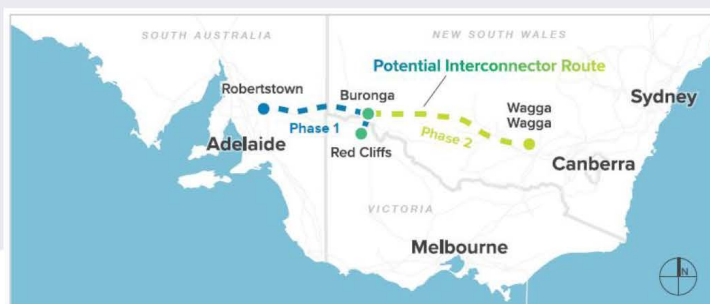 SOUTH AUSTRALIA
NEW SOUTH WALES
Potential Interconnector Route
Robertstown
Buronga
Sydney
Wagga
Wagga
Phase 1
Phase 2
Adelaide
Red Cliffs
Canberra
VICTORIA
Melbourne
N